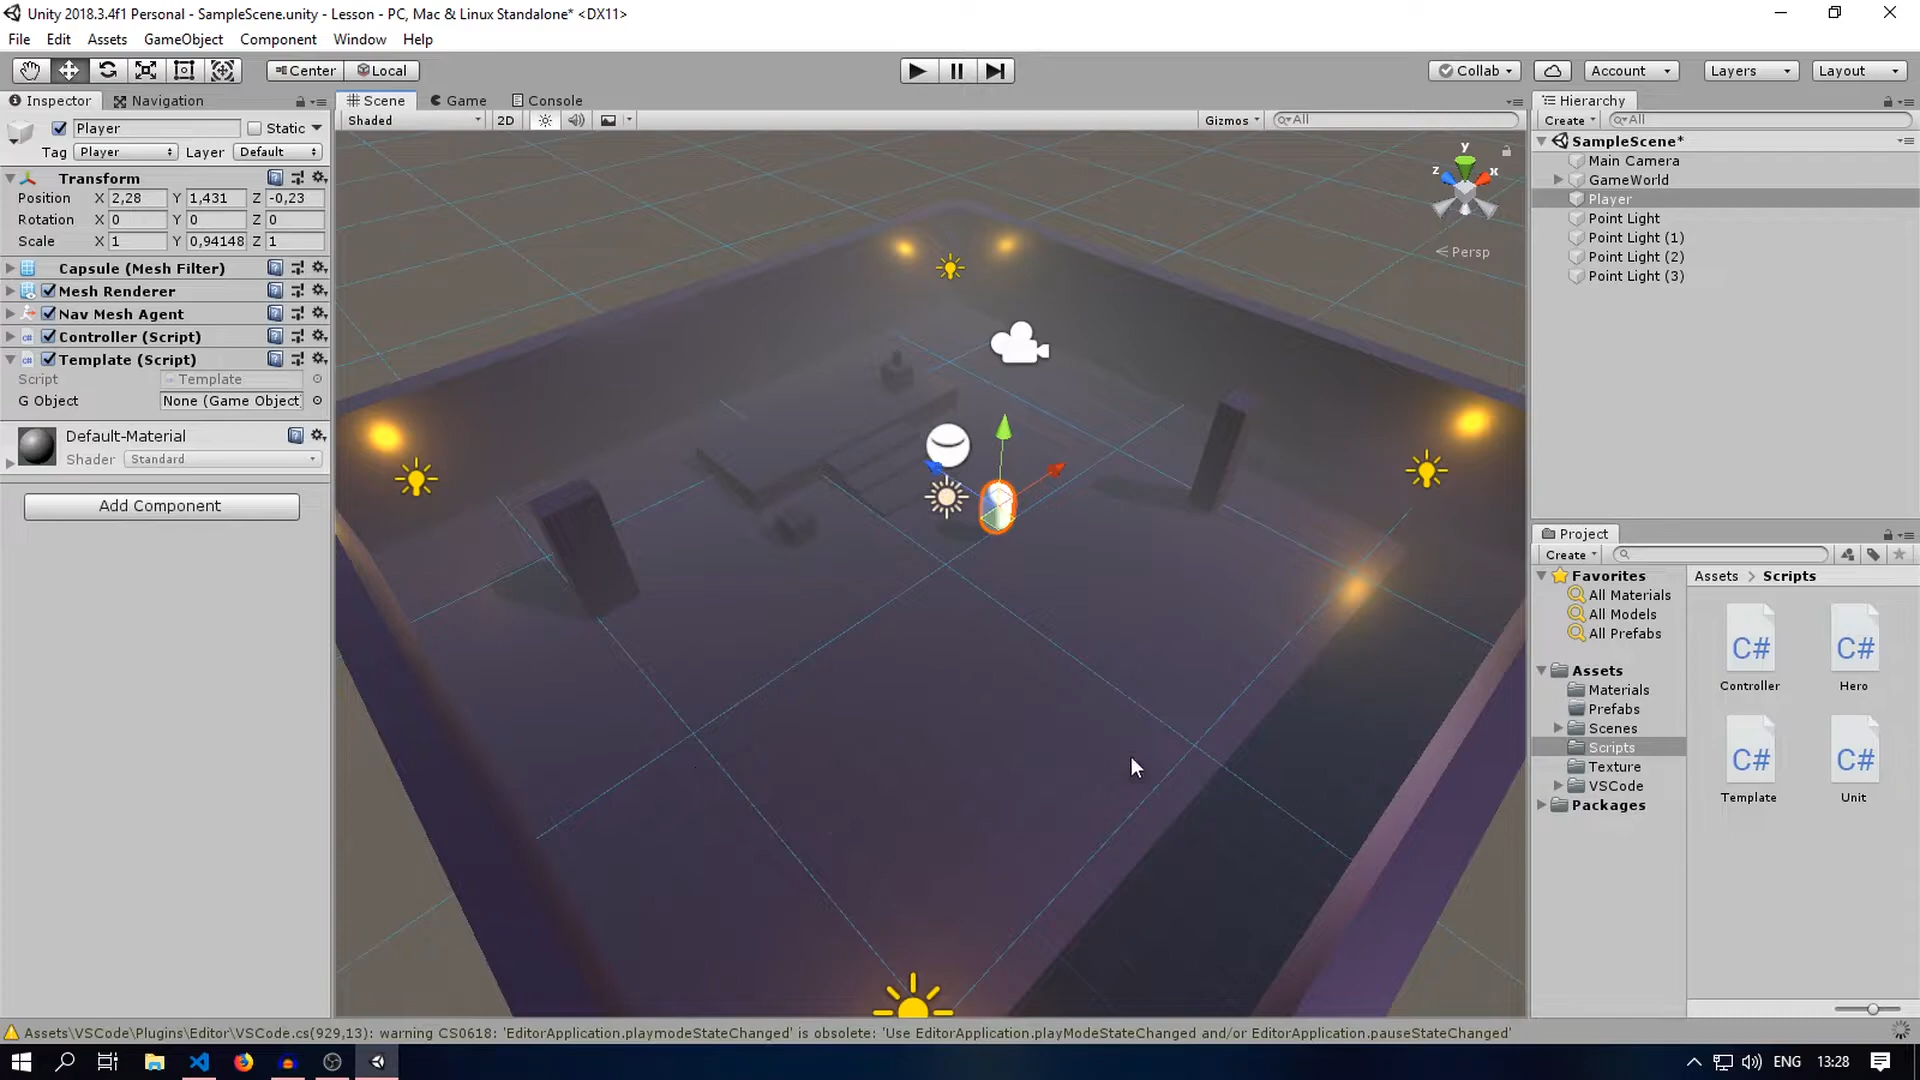 Unity 2018.3.4f1 Personal - SampleScene.unity - Lesson - PC, Mac & Linux Standalone* <DX11>
File Edit Assets GameObject Component Window Help
Center Local Collab Account Layers Layout
Inspector Navigation Scene Game Console Hierarchy
Shaded 2D Gizmos All Create All
Player Static
Tag Player Layer Default
Transform
Position X 2,28 Y 1,431 Z -0,23
Rotation X 0 Y 0 Z 0
Scale X 1 Y 0,94148 Z 1
Capsule (Mesh Filter)
Mesh Renderer
Nav Mesh Agent
Controller (Script)
Template (Script)
Script Template
G Object None (Game Object)
Default-Material
Shader Standard
Add Component
y
z x
Persp
SampleScene*
Main Camera
GameWorld
Player
Point Light
Point Light (1)
Point Light (2)
Point Light (3)
Project
Create
Favorites
All Materials
All Models
All Prefabs
Assets
Materials
Prefabs
Scenes
Scripts
Texture
VSCode
Packages
Assets > Scripts
C# C#
Controller Hero
C# C#
Template Unit
Assets\VSCode\Plugins\Editor\VSCode.cs(929,13): warning CS0618: 'EditorApplication.playmodeStateChanged' is obsolete: 'Use EditorApplication.playModeStateChanged and/or EditorApplication.pauseStateChanged'
ENG 13:28